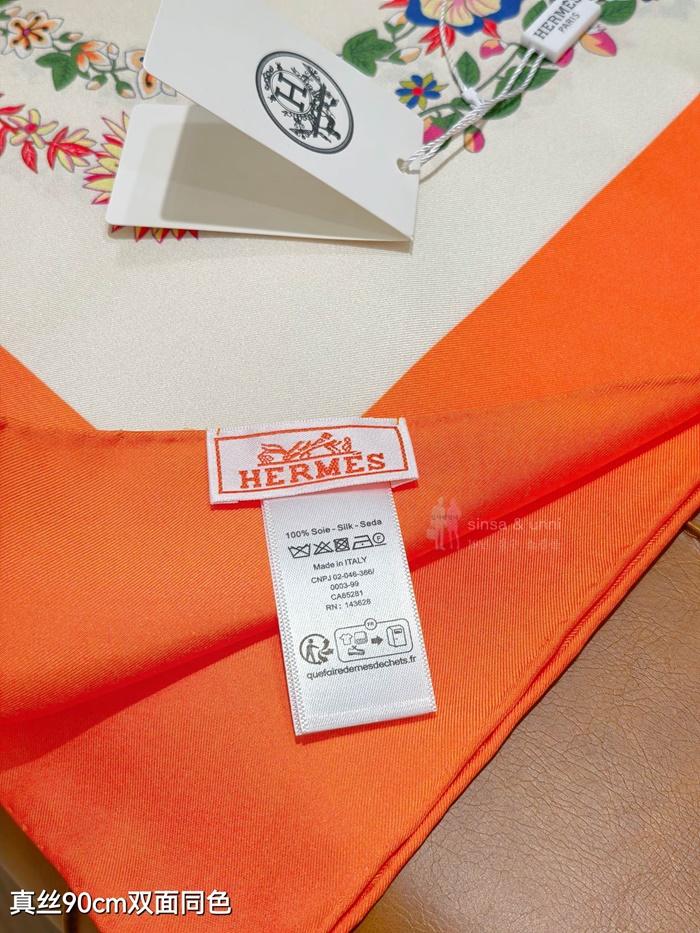 HERMES
PARIS
H
HERMES
100% Soie - Silk - Seda
F
Made in ITALY
CNPJ 02-046-366/
0003-99
CA65281
RN : 143628
FR
quefairedemesdechets.fr
sinsa & unni
真丝90cm双面同色